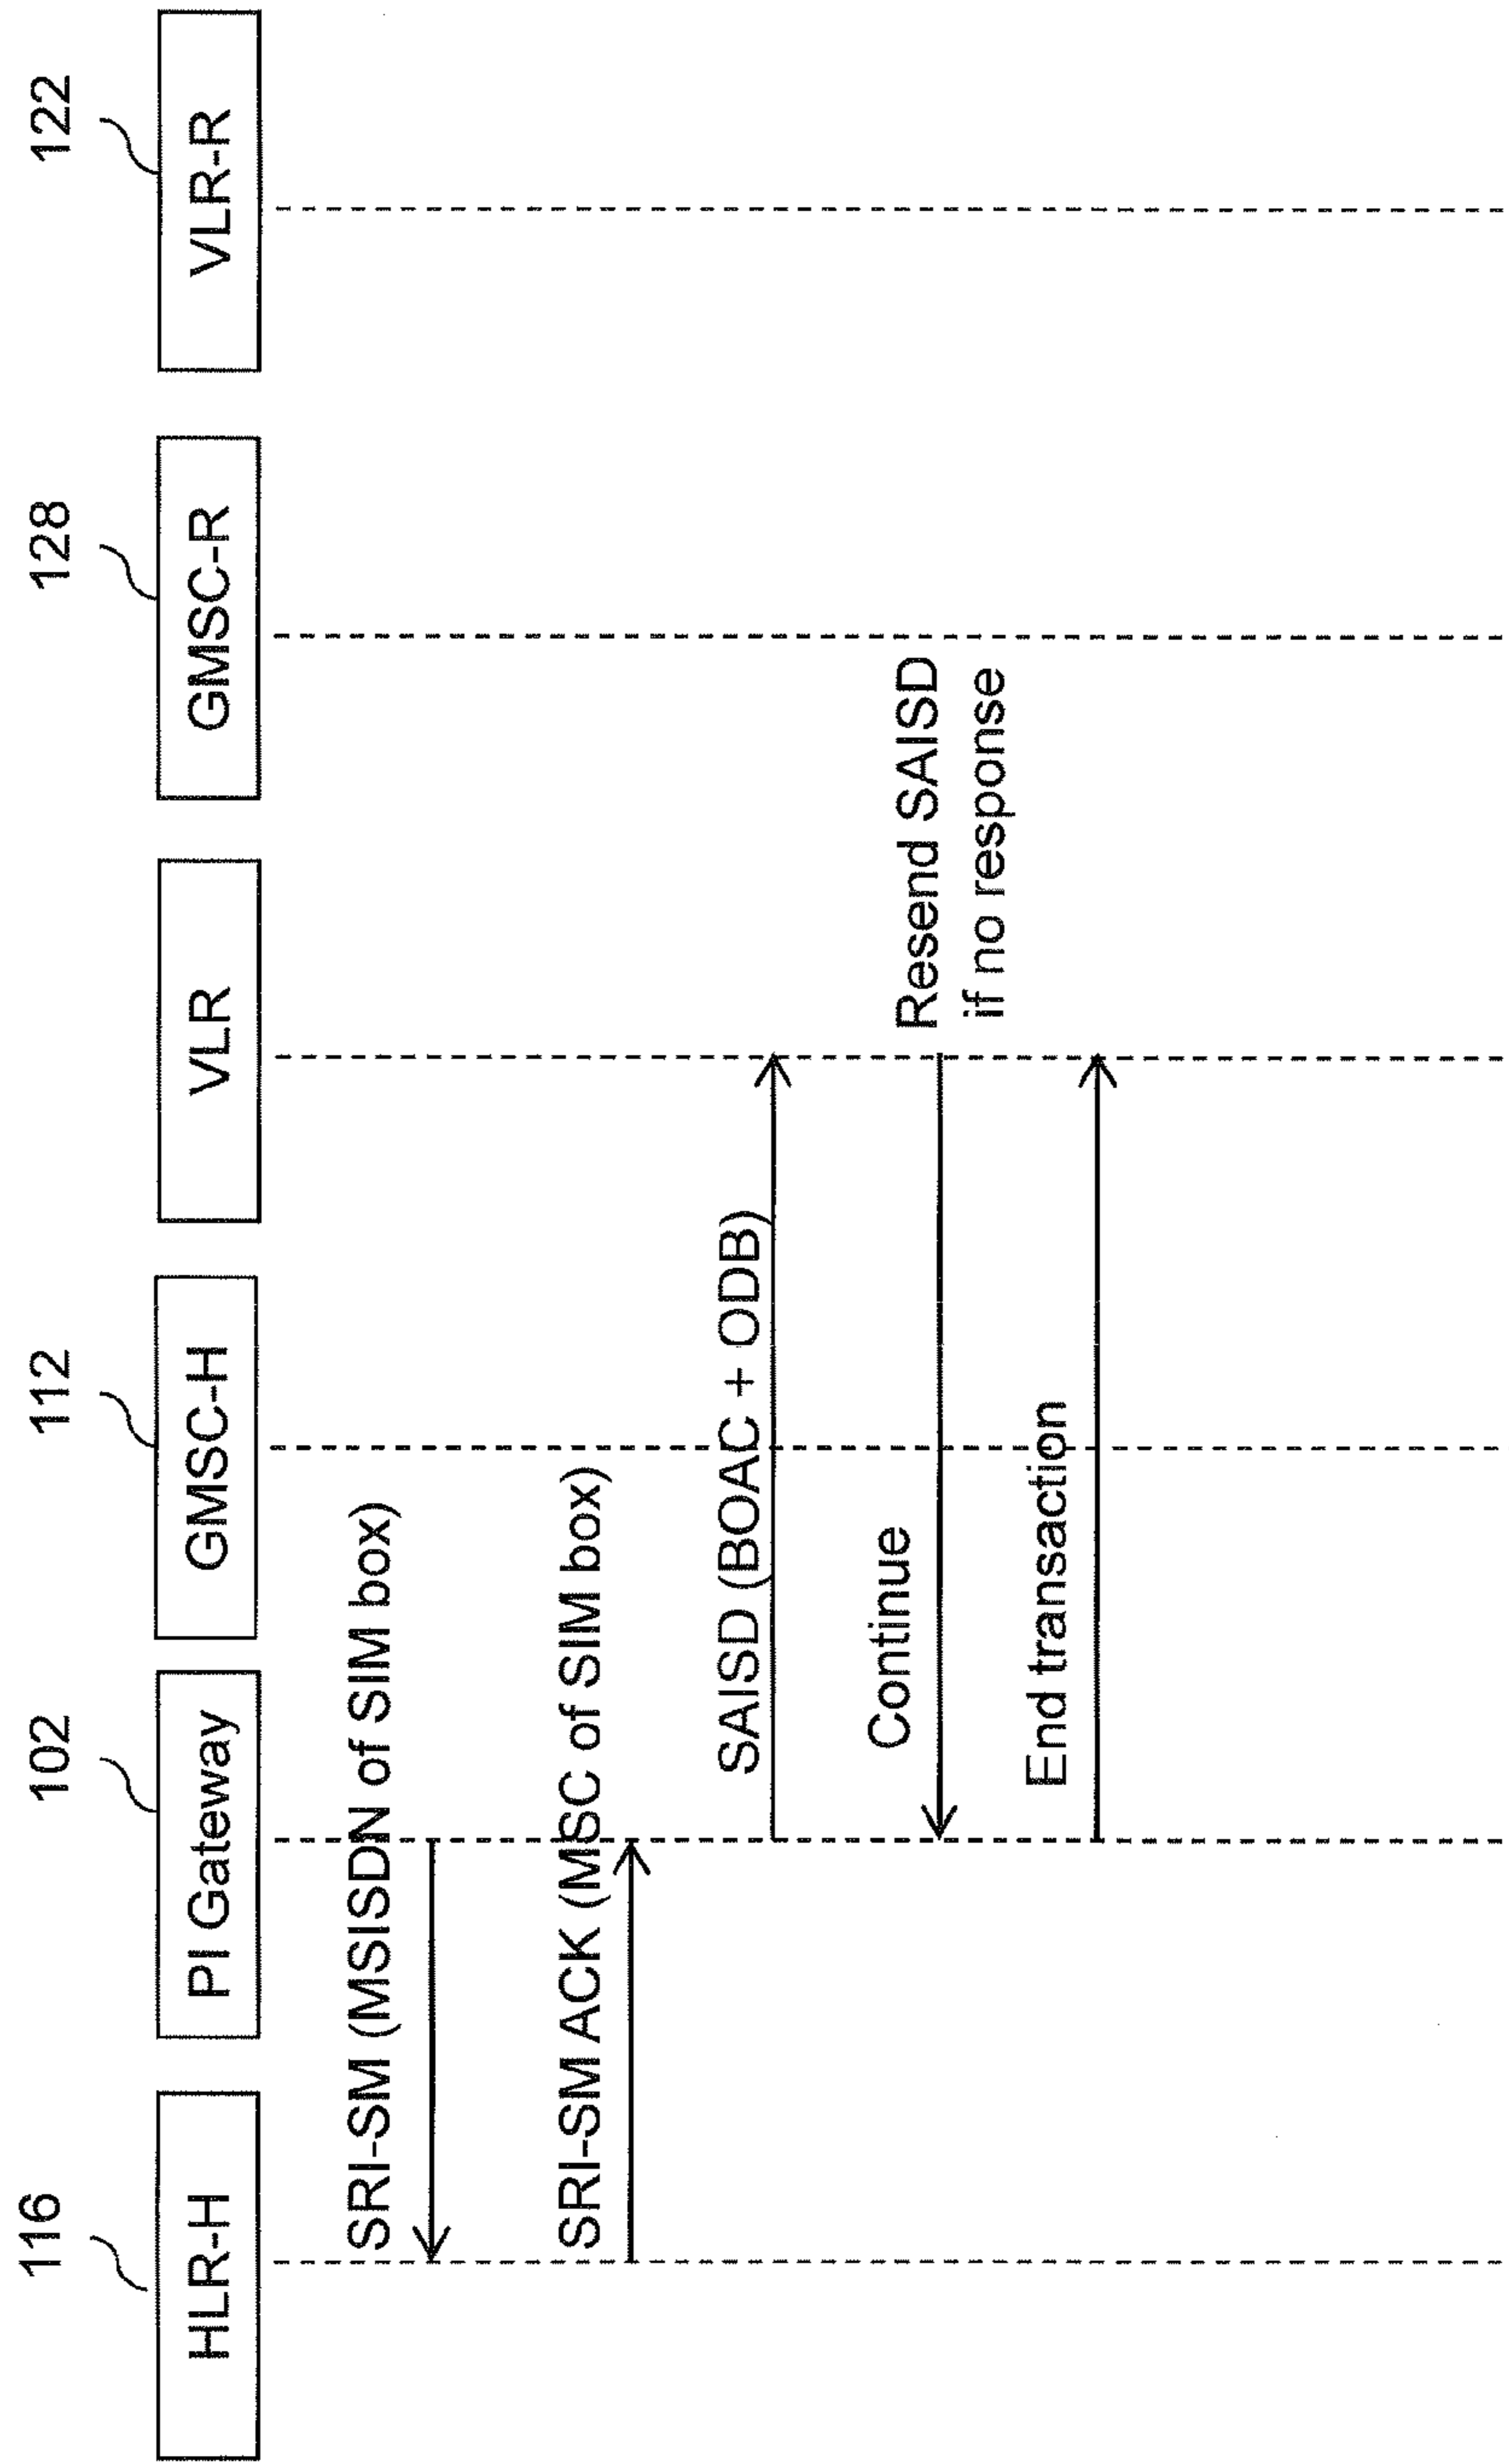 116
102
112
128
122
HLR-H
PI Gateway
GMSC-H
VLR
GMSC-R
VLR-R
SRI-SM (MSISDN of SIM box)
SRI-SM ACK (MSC of SIM box)
SAISD (BOAC + ODB)
Continue
Resend SAISD
if no response
End transaction